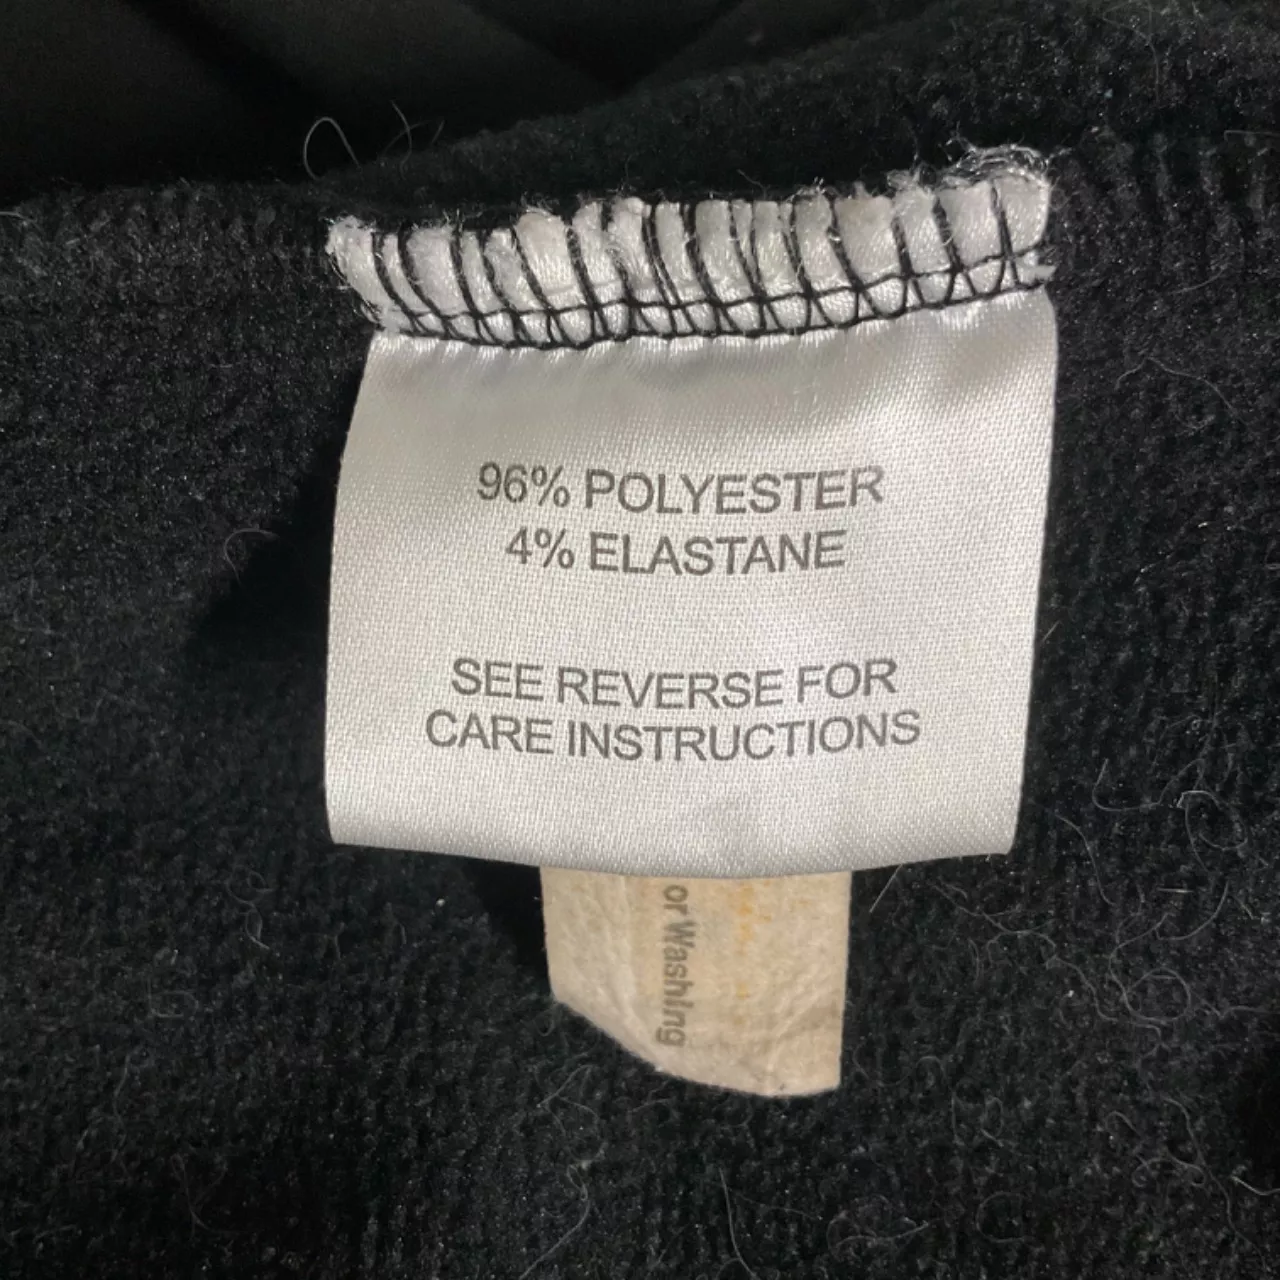 96% POLYESTER
4% ELASTANE
SEE REVERSE FOR
CARE INSTRUCTIONS
or Washing